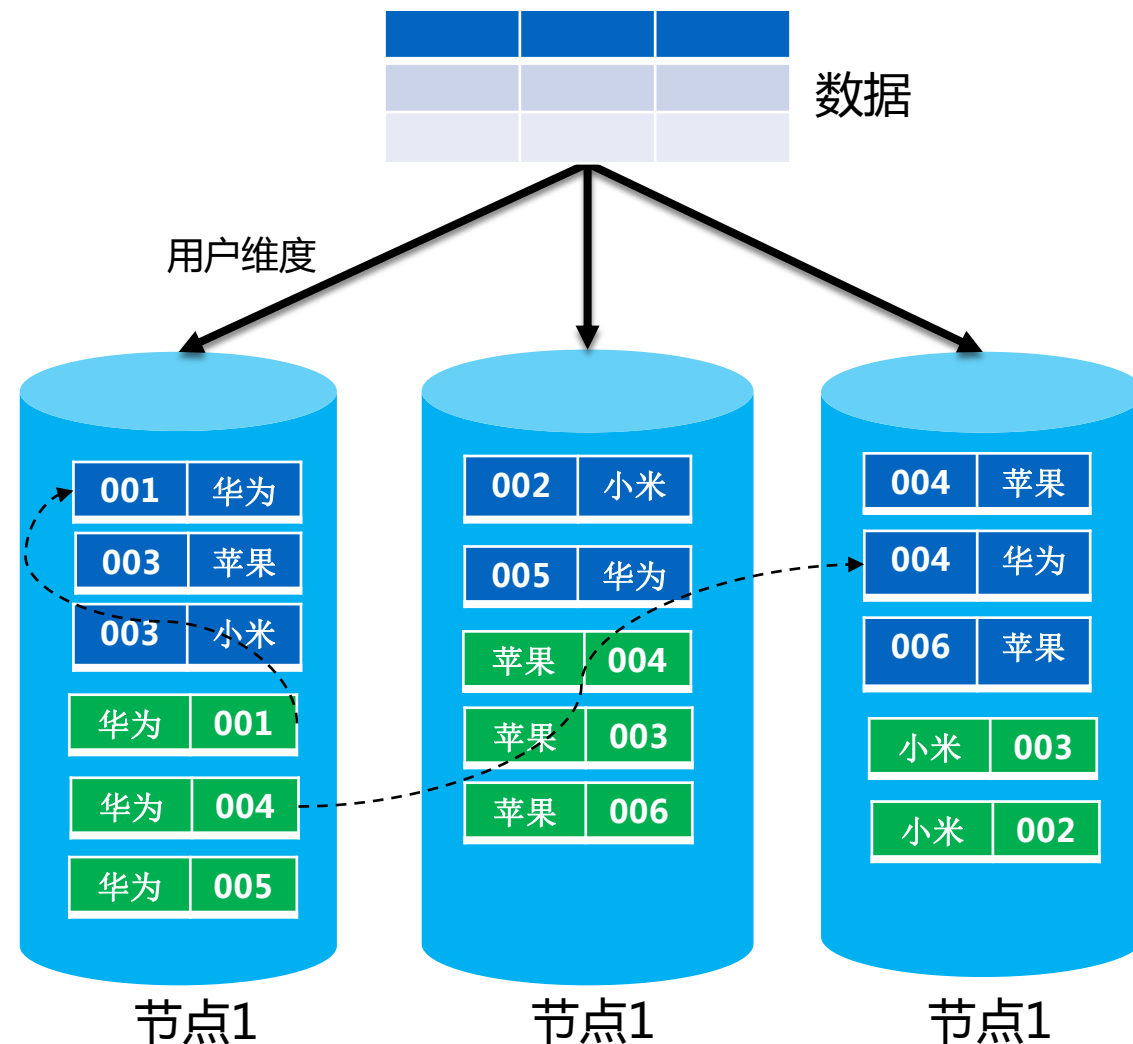 数据
用户维度
001 华为
003 苹果
003 小米
华为 001
华为 004
华为 005
节点1
002 小米
005 华为
苹果 004
苹果 003
苹果 006
节点1
004 苹果
004 华为
006 苹果
小米 003
小米 002
节点1